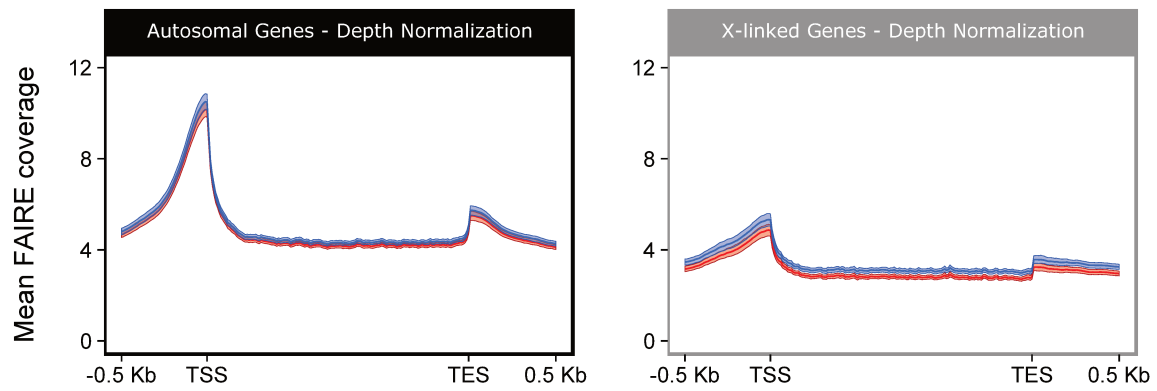 Autosomal Genes - Depth Normalization
X-linked Genes - Depth Normalization
Mean FAIRE coverage
12
8
4
0
-0.5 Kb TSS TES 0.5 Kb
12
8
4
0
-0.5 Kb TSS TES 0.5 Kb